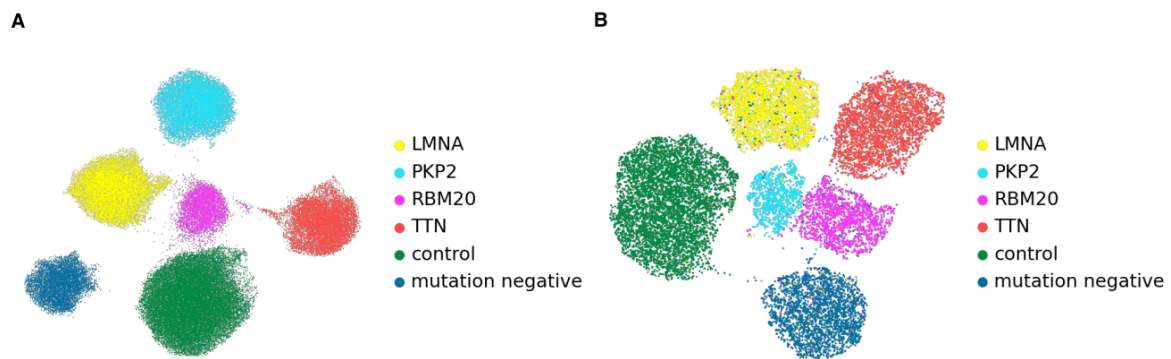 A
LMNA
PKP2
RBM20
TTN
control
mutation negative
B
LMNA
PKP2
RBM20
TTN
control
mutation negative